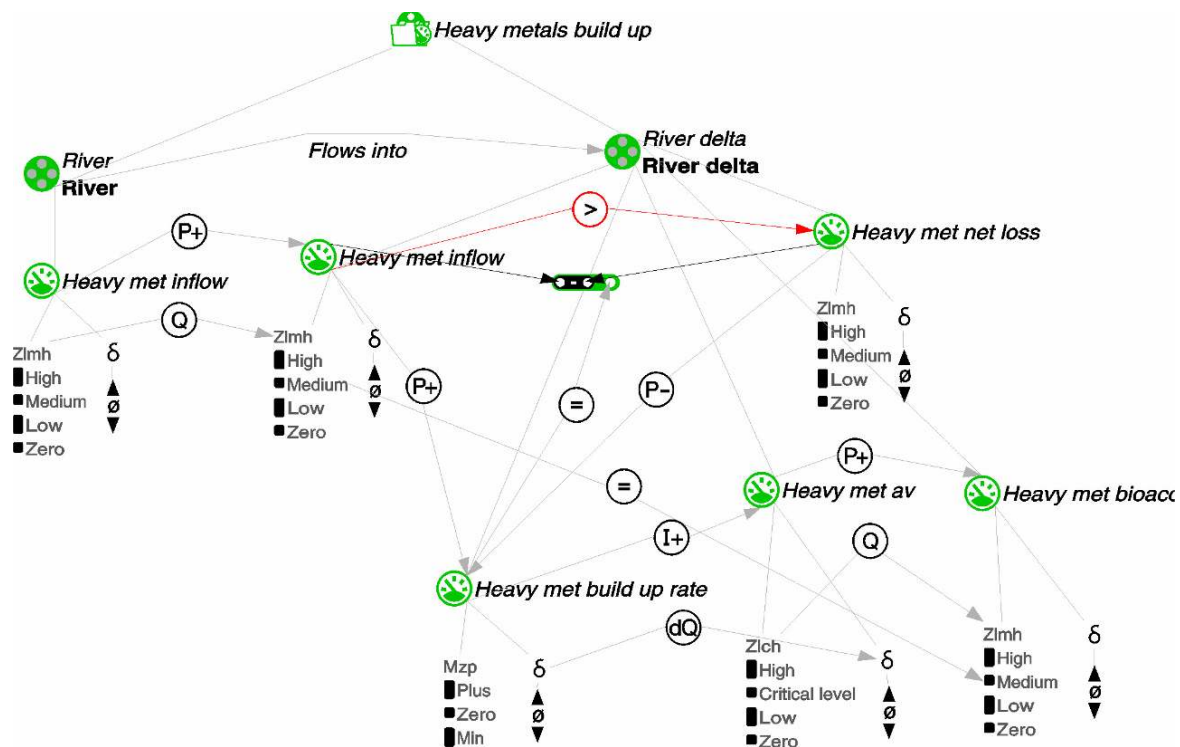 Heavy metals build up
River
River
Flows into
River delta
River delta
P+
>
Heavy met inflow
Heavy met inflow
Heavy met net loss
-
Q
Zlmh
High
Medium
Low
Zero
δ
ø
Zlmh
High
Medium
Low
Zero
δ
ø
P+
=
P-
Zlmh
High
Medium
Low
Zero
δ
ø
=
P+
Heavy met av
Heavy met bioacc
I+
Q
Heavy met build up rate
dQ
Mzp
Plus
Zero
Min
δ
ø
Zlch
High
Critical level
Low
Zero
δ
ø
Zlmh
High
Medium
Low
Zero
δ
ø